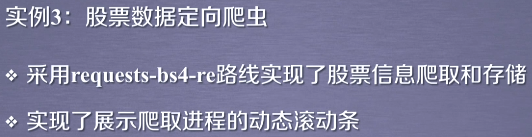 实例3：股票数据定向爬虫
❖ 采用requests-bs4-re路线实现了股票信息爬取和存储
❖ 实现了展示爬取进程的动态滚动条